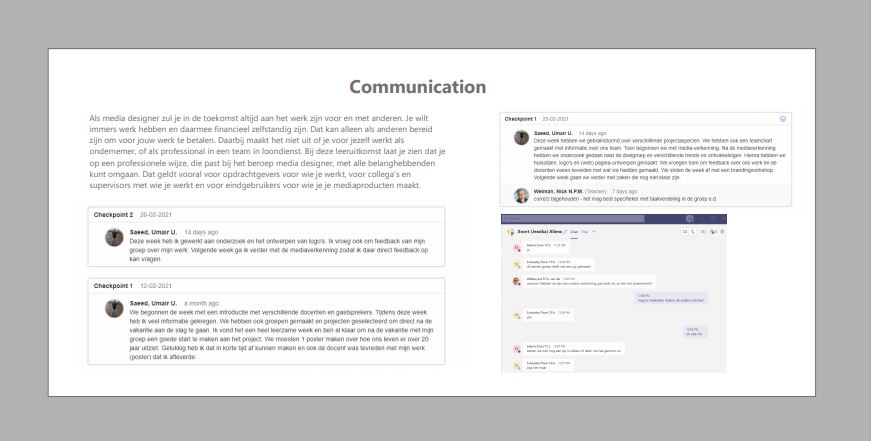 Communication
Als media designer zul je in de toekomst altijd aan het werk zijn voor en met anderen. Je wilt
immers werk hebben en daarmee financieel zelfstandig zijn. Dat kan alleen als anderen bereid
zijn om voor jouw werk te betalen. Daarbij maakt het niet uit of je voor jezelf werkt als
ondernemer, of als professional in een team in loondienst. Bij deze leeruitkomst laat je zien dat je
op een professionele wijze, die past bij het beroep media designer, met alle belanghebbenden
kunt omgaan. Dat geldt vooral voor opdrachtgevers voor wie je werkt, voor collega's en
supervisors met wie je werkt en voor eindgebruikers voor wie je je mediaproducten maakt.
Checkpoint 2 26-02-2021
Saeed, Umair U. 14 days ago
Deze week heb ik gewerkt aan onderzoek en het ontwerpen van logo's. Ik vroeg ook om feedback van mijn
groep over mijn werk. Volgende week ga ik verder met de mediaverkenning zodat ik daar direct feedback op
kan vragen.
Checkpoint 1 12-02-2021
Saeed, Umair U. a month ago
We begonnen de week met een introductie met verschillende docenten en gastsprekers. Tijdens deze week
heb ik veel informatie gekregen. We hebben ook groepen gemaakt en projecten geselecteerd om direct na de
vakantie aan de slag te gaan. Ik vond het een heel leerzame week en ben al klaar om na de vakantie met mijn
groep een goede start te maken aan het project. We moesten 1 poster maken over hoe ons leven er over 20
jaar uitziet. Gelukkig heb ik dat in korte tijd af kunnen maken en ook de docent was tevreden met mijn werk
(poster) dat ik afleverde.
Checkpoint 1 26-02-2021
Saeed, Umair U. 14 days ago
Deze week hebben we gebrainstormd over verschillende projectaspecten. We hebben ook een teamchart
gemaakt met informatie over ons team. Toen begonnen we met media-verkenning. Na de mediaverkenning
hebben we onderzoek gedaan naar de doelgroep en verschillende trends en ontwikkelingen. Hierna hebben we
huisstijlen, logo's en (web) pagina-ontwerpen gemaakt. We vroegen toen om feedback over ons werk en de
docenten waren tevreden met wat we hadden gemaakt. We sloten de week af met een brandingworkshop.
Volgende week gaan we verder met zaken die nog niet klaar zijn.
Welman, Nick N.P.M. (Teacher) 7 days ago
correct bijgehouden - het mag best specifieker met taakverdeling in de groep e.d.
Snort (Jessika) Aliens
Chat